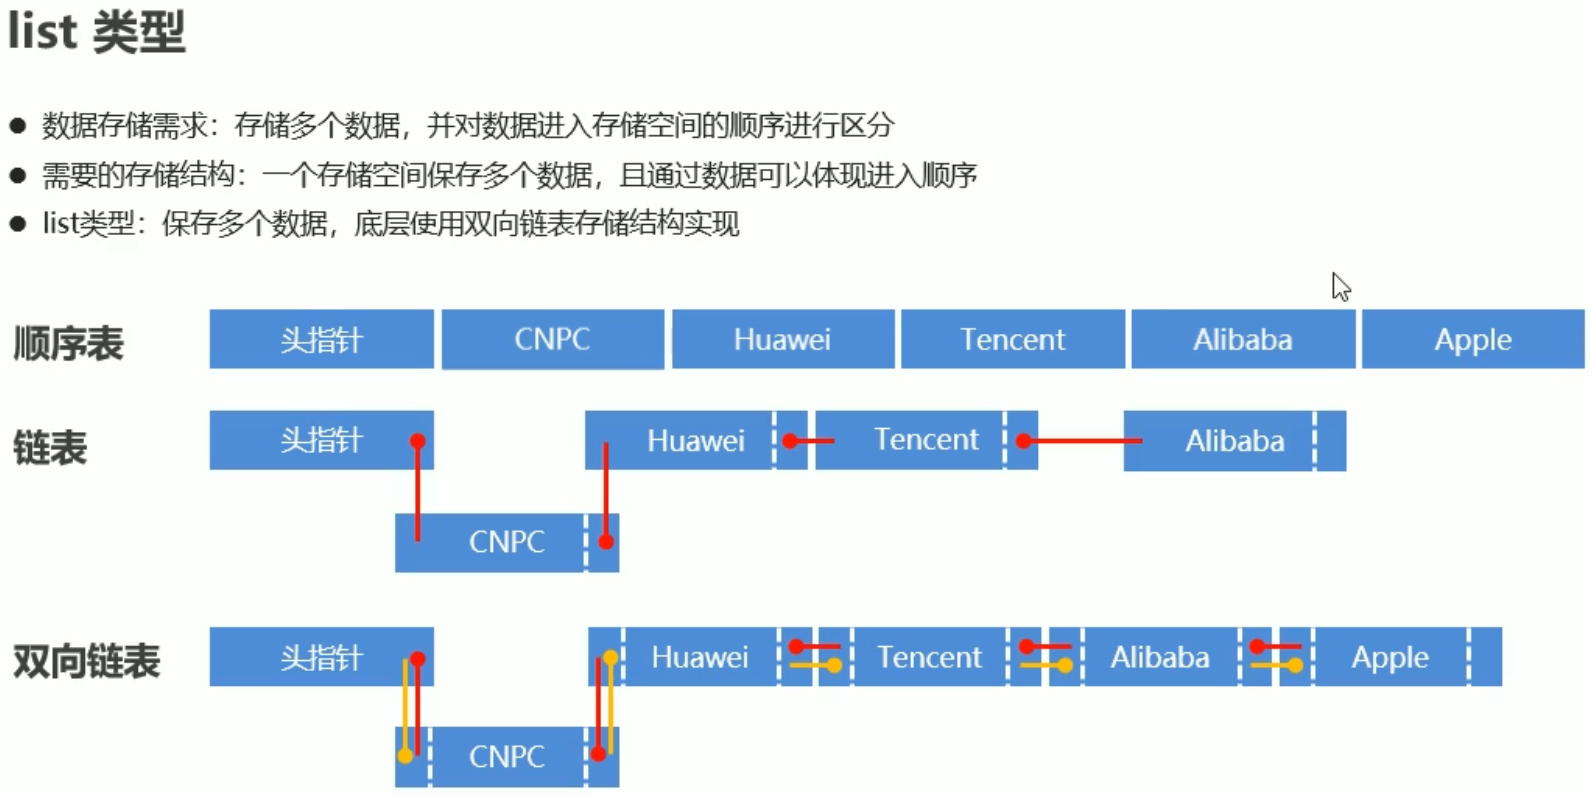 list 类型
● 数据存储需求：存储多个数据，并对数据进入存储空间的顺序进行区分
● 需要的存储结构：一个存储空间保存多个数据，且通过数据可以体现进入顺序
● list类型：保存多个数据，底层使用双向链表存储结构实现
顺序表 头指针 CNPC Huawei Tencent Alibaba Apple
链表 头指针 Huawei Tencent Alibaba
CNPC
双向链表 头指针 Huawei Tencent Alibaba Apple
CNPC